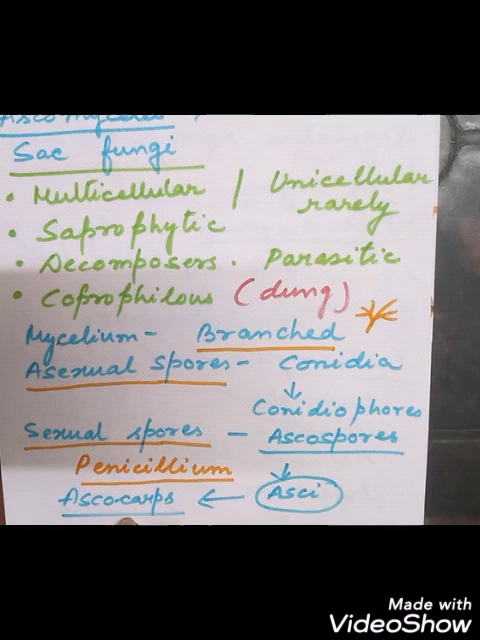 Ascomycetes
Sac fungi
• Multicellular / Unicellular rarely
• Saprophytic
• Decomposers. Parasitic
• Coprophilous (dung)
Mycelium - Branched
Asexual spores - Conidia
↓
Conidiophores
Sexual spores - Ascospores
Penicillium ↓
Ascocarps ← Asci
Made with
VideoShow